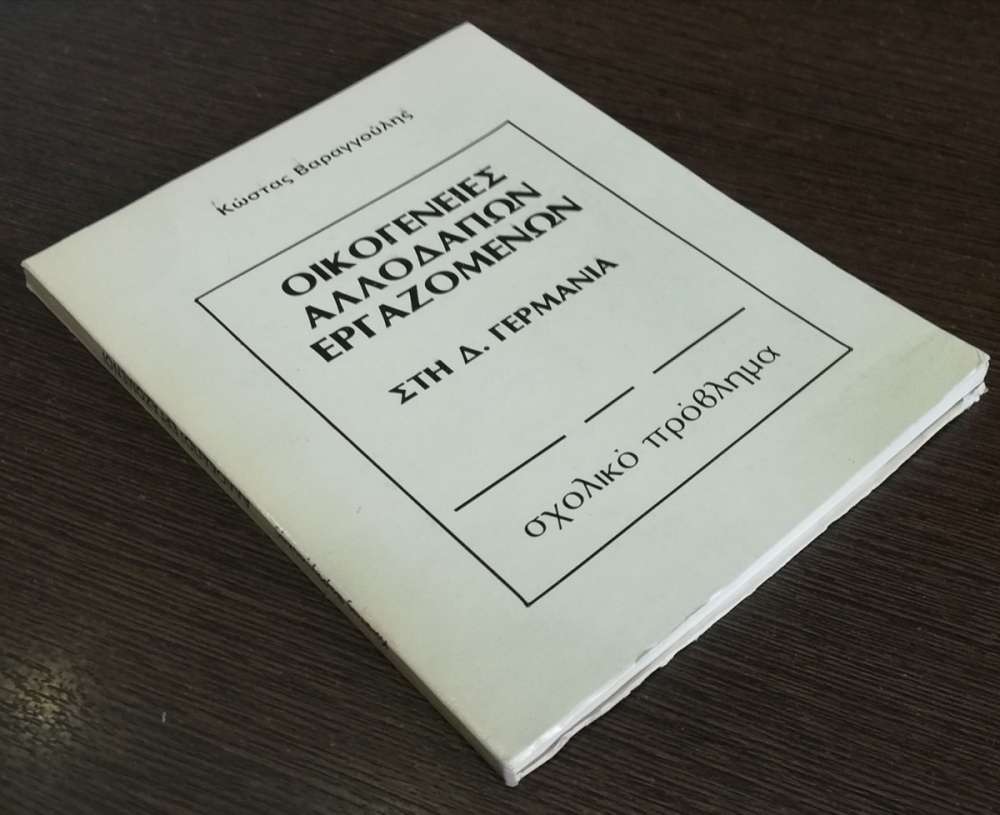 Κώστας Βαραγγούλης
ΟΙΚΟΓΕΝΕΙΕΣ
ΑΛΛΟΔΑΠΩΝ
ΕΡΓΑΖΟΜΕΝΩΝ
ΣΤΗ Δ. ΓΕΡΜΑΝΙΑ
σχολικό πρόβλημα